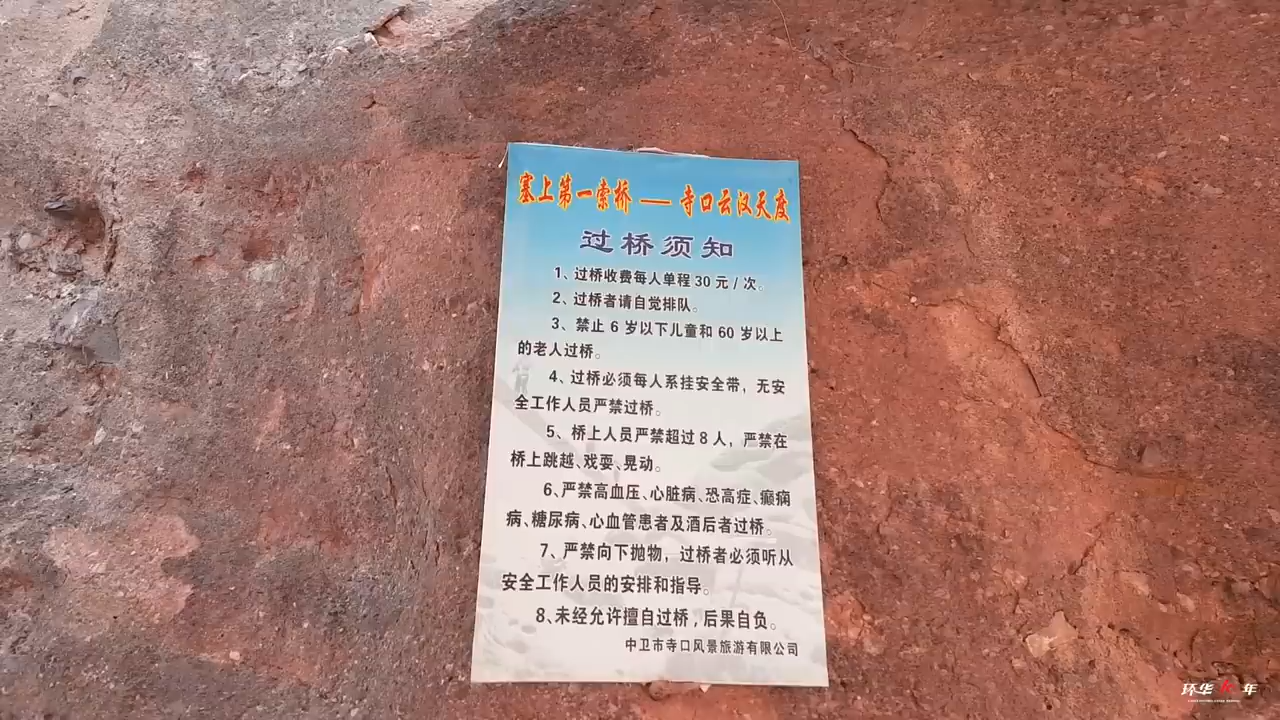 塞上第一索桥 — 寺口云汉天度
过桥须知
1、过桥收费每人单程 30 元 / 次。
2、过桥者请自觉排队。
3、禁止 6 岁以下儿童和 60 岁以上
的老人过桥。
4、过桥必须每人系挂安全带，无安
全工作人员严禁过桥。
5、桥上人员严禁超过 8 人，严禁在
桥上跳越、戏耍、晃动。
6、严禁高血压、心脏病、恐高症、癫痫
病、糖尿病、心血管患者及酒后者过桥。
7、严禁向下抛物，过桥者必须听从
安全工作人员的安排和指导。
8、未经允许擅自过桥，后果自负。
中卫市寺口风景旅游有限公司
环华 年